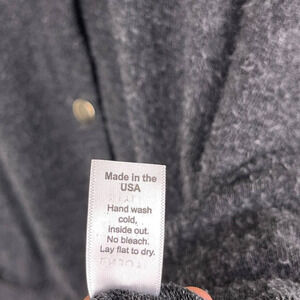 Made in the
USA
Hand wash
cold,
inside out.
No bleach.
Lay flat to dry.